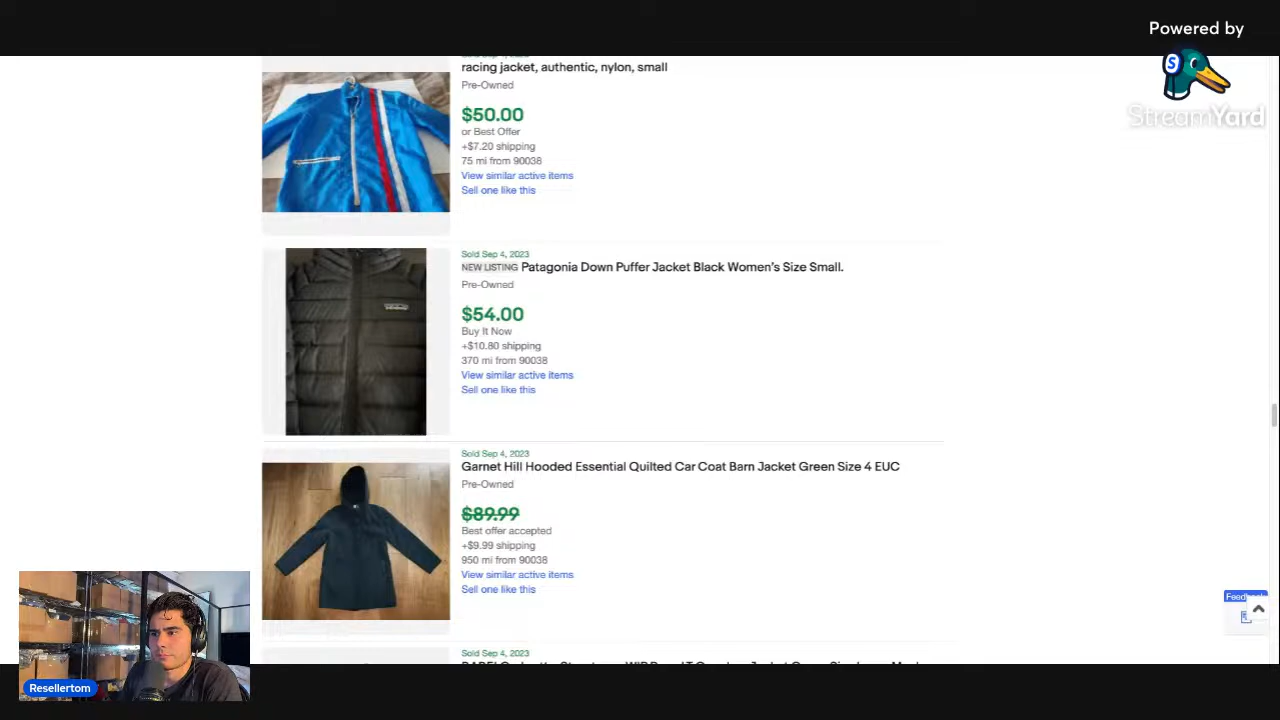 Powered by
StreamYard
racing jacket, authentic, nylon, small
Pre-Owned
$50.00
or Best Offer
+$7.20 shipping
75 mi from 90038
View similar active items
Sell one like this
Sold Sep 4, 2023
NEW LISTING Patagonia Down Puffer Jacket Black Women's Size Small.
Pre-Owned
$54.00
Buy It Now
+$10.80 shipping
370 mi from 90038
View similar active items
Sell one like this
Sold Sep 4, 2023
Garnet Hill Hooded Essential Quilted Car Coat Barn Jacket Green Size 4 EUC
Pre-Owned
$89.99
Best offer accepted
+$9.99 shipping
950 mi from 90038
View similar active items
Sell one like this
Sold Sep 4, 2023
Resellertom